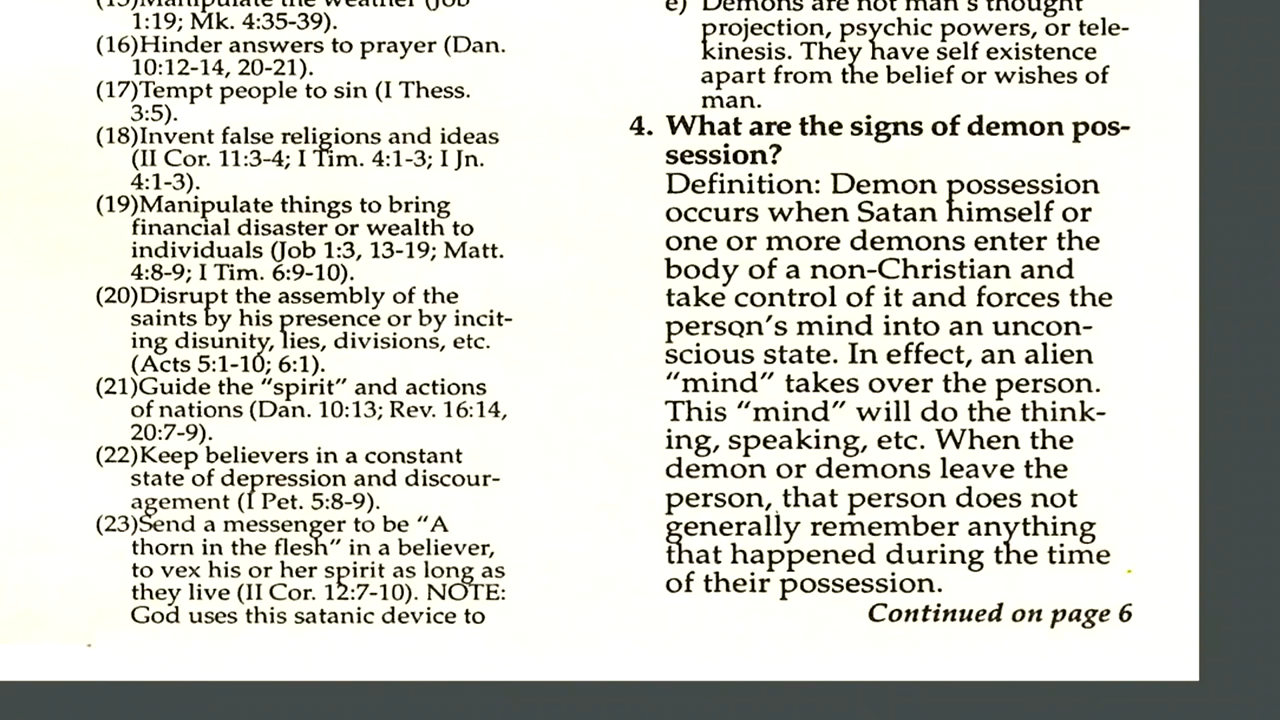 (15)Manipulate the weather (Job
1:19; Mk. 4:35-39).
(16)Hinder answers to prayer (Dan.
10:12-14, 20-21).
(17)Tempt people to sin (I Thess.
3:5).
(18)Invent false religions and ideas
(II Cor. 11:3-4; I Tim. 4:1-3; I Jn.
4:1-3).
(19)Manipulate things to bring
financial disaster or wealth to
individuals (Job 1:3, 13-19; Matt.
4:8-9; I Tim. 6:9-10).
(20)Disrupt the assembly of the
saints by his presence or by incit-
ing disunity, lies, divisions, etc.
(Acts 5:1-10; 6:1).
(21)Guide the “spirit” and actions
of nations (Dan. 10:13; Rev. 16:14,
20:7-9).
(22)Keep believers in a constant
state of depression and discour-
agement (I Pet. 5:8-9).
(23)Send a messenger to be “A
thorn in the flesh” in a believer,
to vex his or her spirit as long as
they live (II Cor. 12:7-10). NOTE:
God uses this satanic device to
e) Demons are not man's thought
projection, psychic powers, or tele-
kinesis. They have self existence
apart from the belief or wishes of
man.
4. What are the signs of demon pos-
session?
Definition: Demon possession
occurs when Satan himself or
one or more demons enter the
body of a non-Christian and
take control of it and forces the
person's mind into an uncon-
scious state. In effect, an alien
“mind” takes over the person.
This “mind” will do the think-
ing, speaking, etc. When the
demon or demons leave the
person, that person does not
generally remember anything
that happened during the time
of their possession.
Continued on page 6